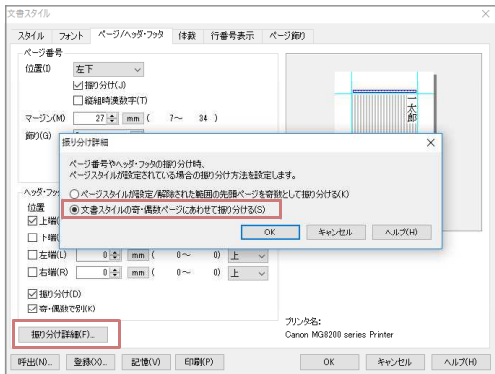 文書スタイル
スタイル フォント ページ/ヘッダ・フッタ 体裁 行番号表示 ページ飾り
ページ番号
位置(I) 左下
振り分け(J)
縦組時漢数字(T)
マージン(M) 27 mm ( 7～ 34 )
飾り(G)
一太郎
振り分け詳細
ページ番号やヘッダ・フッタの振り分け時、
ページスタイルが設定されている場合の振り分け方法を設定します。
ページスタイルが設定/解除された範囲の先頭ページを奇数として振り分ける(K)
文書スタイルの奇・偶数ページにあわせて振り分ける(S)
OK キャンセル ヘルプ(H)
ヘッダ・フッ
位置
上端(
下端(
左端(L) 0 mm ( 0～ 0) 上
右端(R) 0 mm ( 0～ 0) 上
振り分け(D)
奇・偶数で別(K)
振り分け詳細(F)...
プリンタ名:
Canon MG8200 series Printer
呼出(N)... 登録(X)... 記憶(V) 印刷(P) OK キャンセル ヘルプ(H)